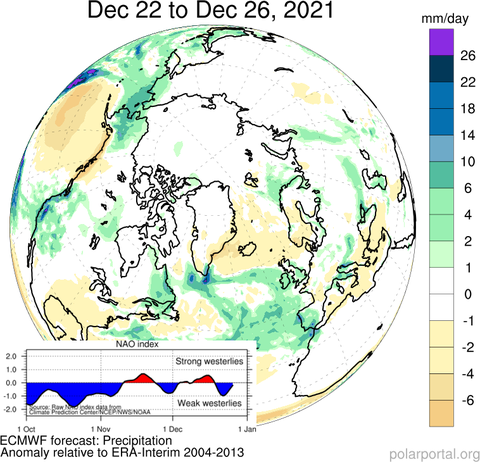 Dec 22 to Dec 26, 2021
mm/day
26
22
18
14
10
6
4
2
1
0
-1
-2
-4
-6
NAO index
2.0
1.0
0.0
-1.0
-2.0
Strong westerlies
Weak westerlies
Source: Raw NAO index data from
Climate Prediction Center/NCEP/NWS/NOAA
1 Oct
1 Nov
1 Dec
1 Jan
ECMWF forecast: Precipitation
Anomaly relative to ERA-Interim 2004-2013
polarportal.org